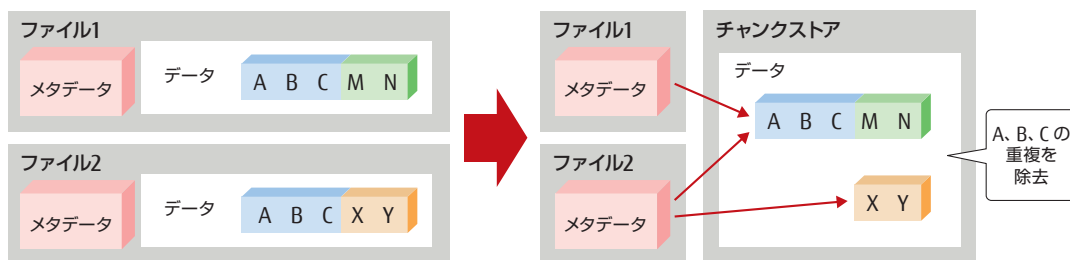 ファイル1
メタデータ
データ
A B C M N
ファイル2
メタデータ
データ
A B C X Y
ファイル1
メタデータ
ファイル2
メタデータ
チャンクストア
データ
A B C M N
X Y
A、B、Cの
重複を
除去